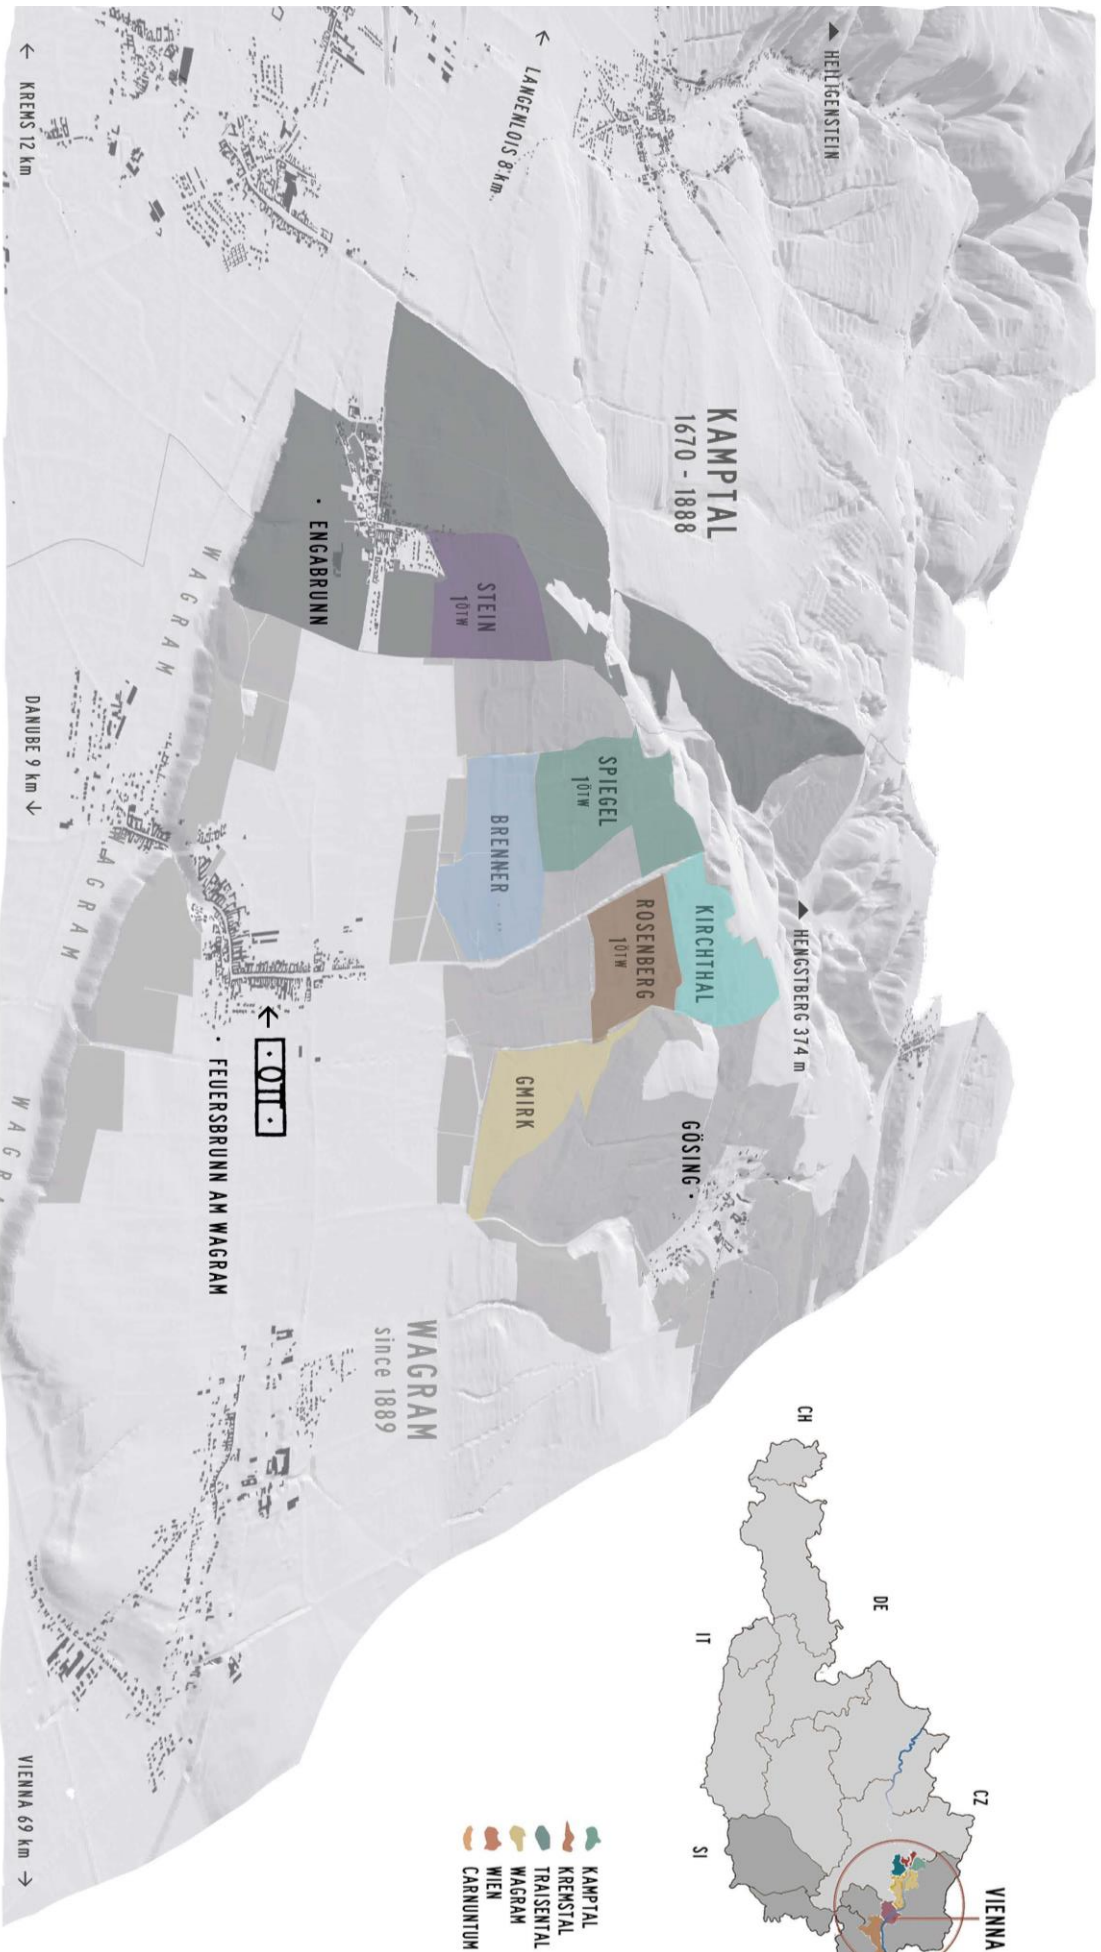 ▲ HEILIGENSTEIN
← LANGENLOIS 8 km
← KREMS 12 km
KAMPTAL
1670 - 1888
▲ HENGSTBERG 374 m
STEIN
1ÖTW
SPIEGEL
1ÖTW
BRENNER
KIRCHTHAL
ROSENBERG
1ÖTW
GMIRK
GÖSING ·
· ENGABRUNN
WAGRAM
WAGRAM
WAGRA
DANUBE 9 km ↓
← · OTT ·
· FEUERSBRUNN AM WAGRAM
WAGRAM
since 1889
VIENNA 69 km →
CH
DE
IT
CZ
SI
VIENNA
KAMPTAL
KREMSTAL
TRAISENTAL
WAGRAM
WIEN
CARNUNTUM